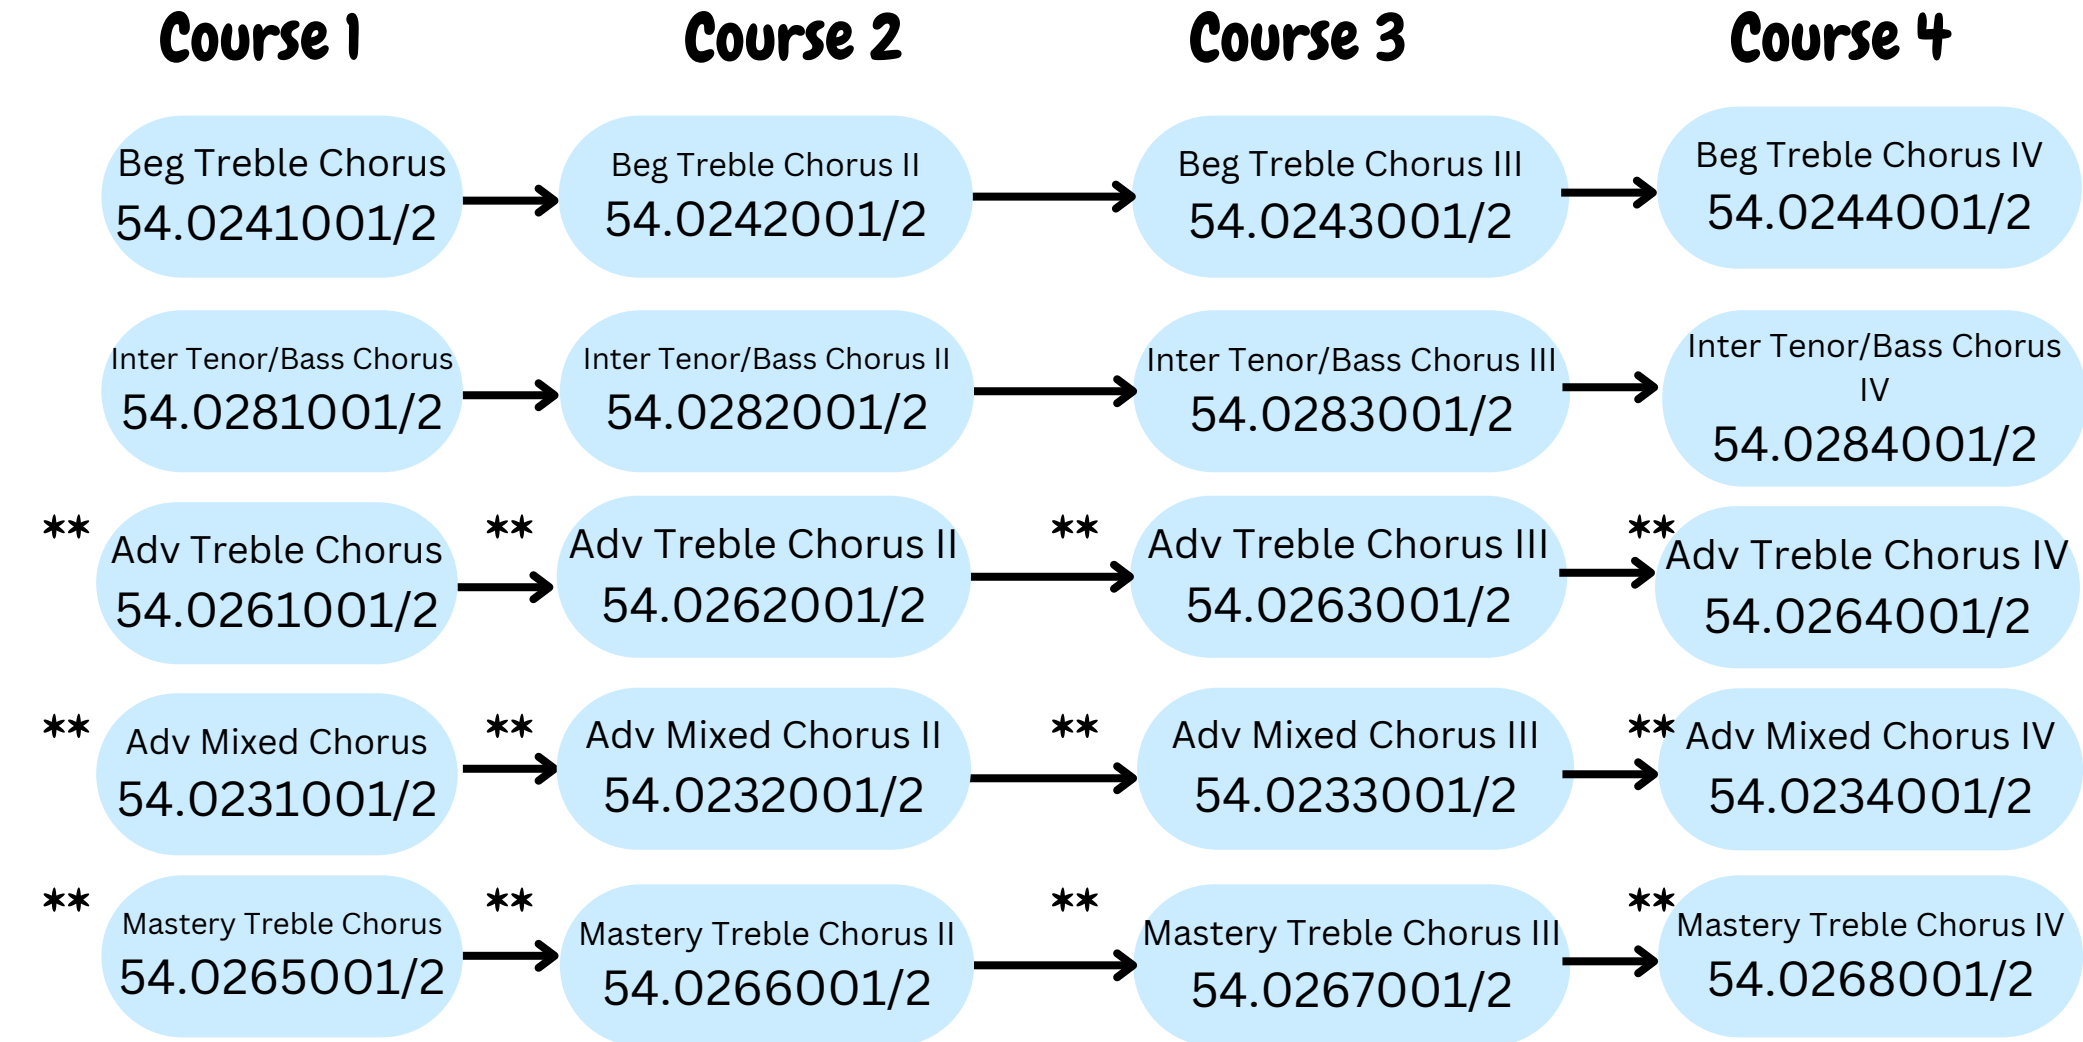 Course 1
Course 2
Course 3
Course 4
Beg Treble Chorus
54.0241001/2
Beg Treble Chorus II
54.0242001/2
Beg Treble Chorus III
54.0243001/2
Beg Treble Chorus IV
54.0244001/2
Inter Tenor/Bass Chorus
54.0281001/2
Inter Tenor/Bass Chorus II
54.0282001/2
Inter Tenor/Bass Chorus III
54.0283001/2
Inter Tenor/Bass Chorus
IV
54.0284001/2
**
Adv Treble Chorus
54.0261001/2
**
Adv Treble Chorus II
54.0262001/2
**
Adv Treble Chorus III
54.0263001/2
**
Adv Treble Chorus IV
54.0264001/2
**
Adv Mixed Chorus
54.0231001/2
**
Adv Mixed Chorus II
54.0232001/2
**
Adv Mixed Chorus III
54.0233001/2
**
Adv Mixed Chorus IV
54.0234001/2
**
Mastery Treble Chorus
54.0265001/2
**
Mastery Treble Chorus II
54.0266001/2
**
Mastery Treble Chorus III
54.0267001/2
**
Mastery Treble Chorus IV
54.0268001/2